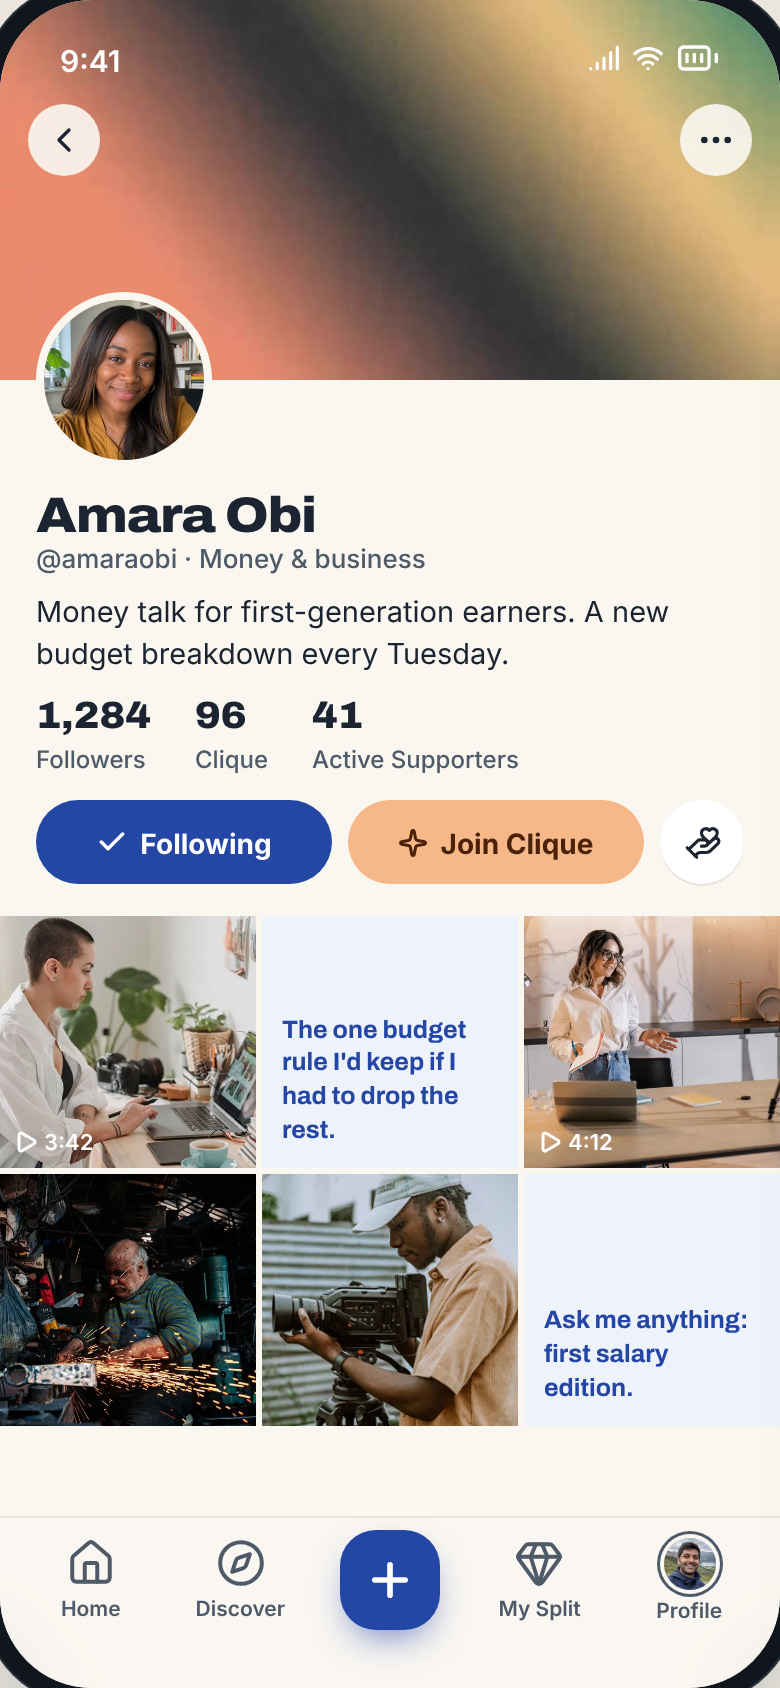 9:41
Amara Obi
@amaraobi · Money & business
Money talk for first-generation earners. A new
budget breakdown every Tuesday.
1,284 96 41
Followers Clique Active Supporters
Following Join Clique
The one budget
rule I'd keep if I
had to drop the
rest.
3:42 4:12
Ask me anything:
first salary
edition.
Home Discover My Split Profile